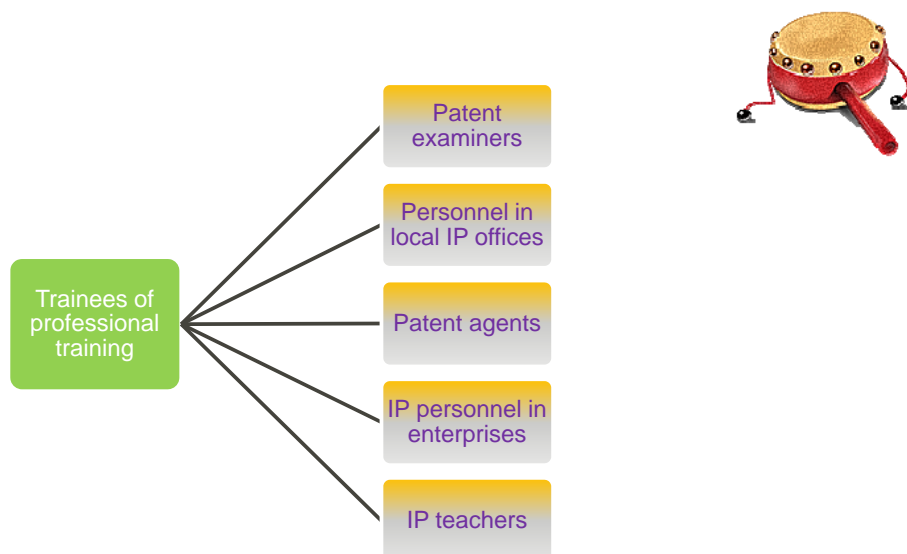 Patent
examiners
Personnel in
local IP offices
Trainees of
professional
training
Patent agents
IP personnel in
enterprises
IP teachers